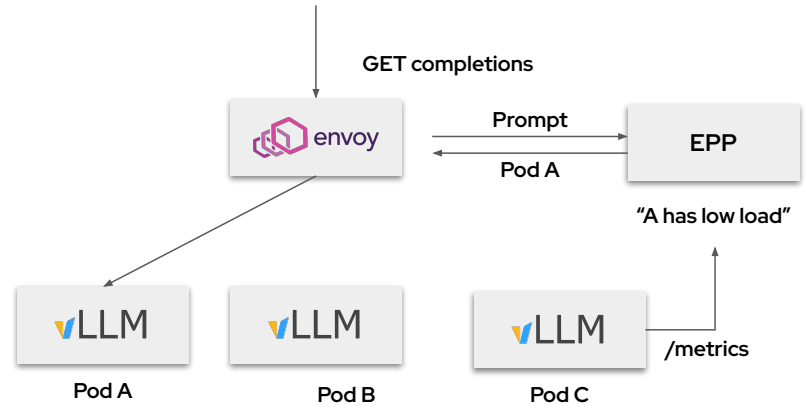 GET completions
envoy
Prompt
EPP
Pod A
“A has low load”
vLLM
vLLM
vLLM
/metrics
Pod A
Pod B
Pod C